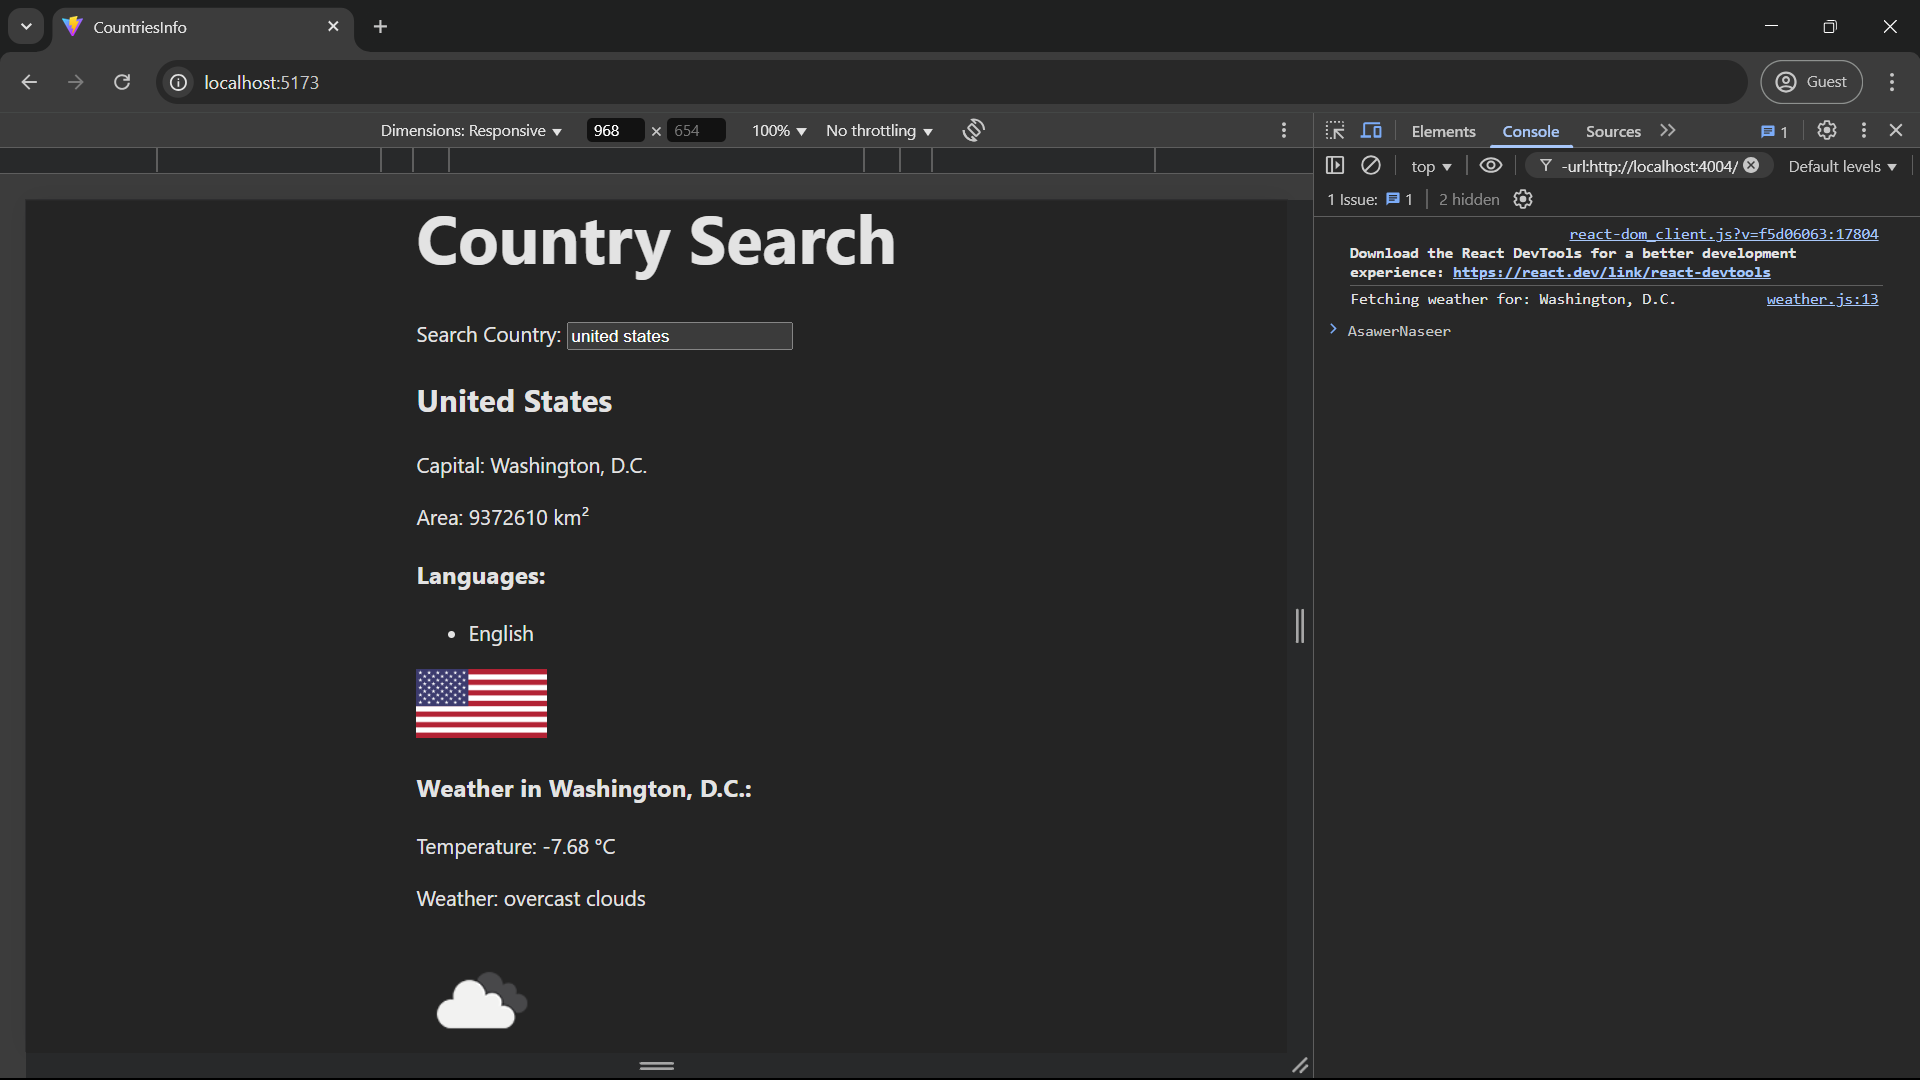 CountriesInfo
localhost:5173
Guest
Dimensions: Responsive 968 × 654 100% No throttling
Elements Console Sources 1
top -url:http://localhost:4004/ Default levels
1 Issue: 1 2 hidden
react-dom_client.js?v=f5d06063:17804
Download the React DevTools for a better development
experience: https://react.dev/link/react-devtools
Fetching weather for: Washington, D.C. weather.js:13
AsawerNaseer
Country Search
Search Country: united states
United States
Capital: Washington, D.C.
Area: 9372610 km²
Languages:
• English
Weather in Washington, D.C.:
Temperature: -7.68 °C
Weather: overcast clouds